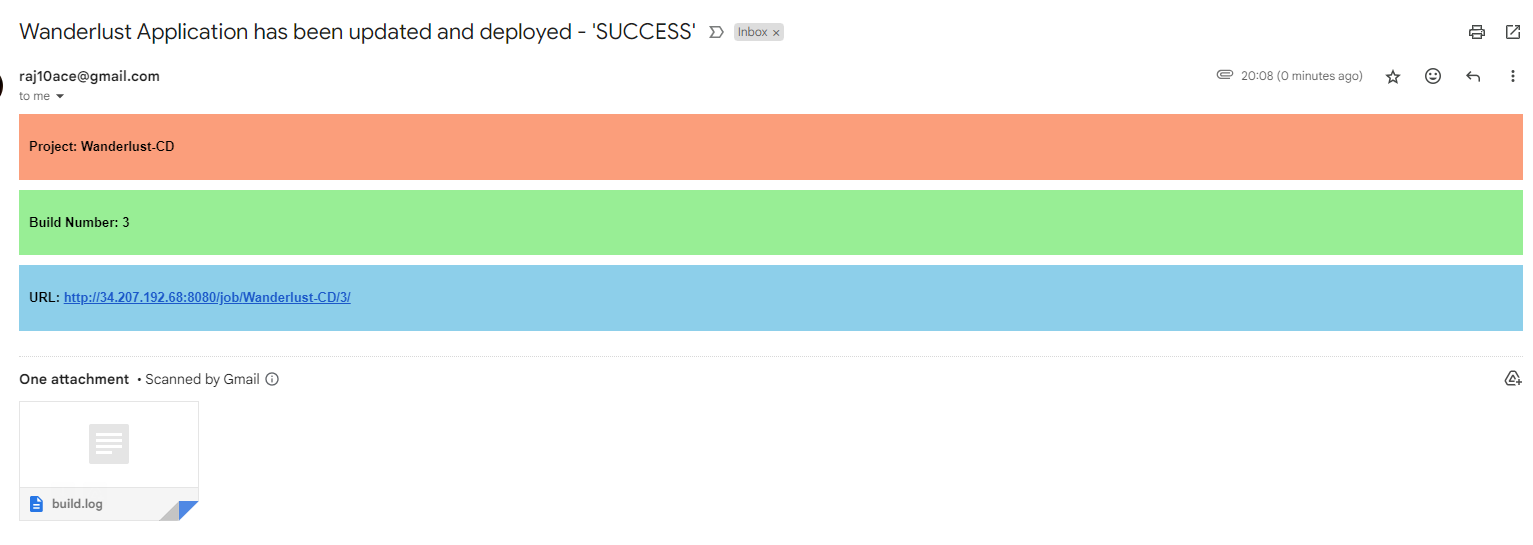 Wanderlust Application has been updated and deployed - 'SUCCESS' Inbox ×
raj10ace@gmail.com 20:08 (0 minutes ago)
to me
Project: Wanderlust-CD
Build Number: 3
URL: http://34.207.192.68:8080/job/Wanderlust-CD/3/
One attachment • Scanned by Gmail
build.log